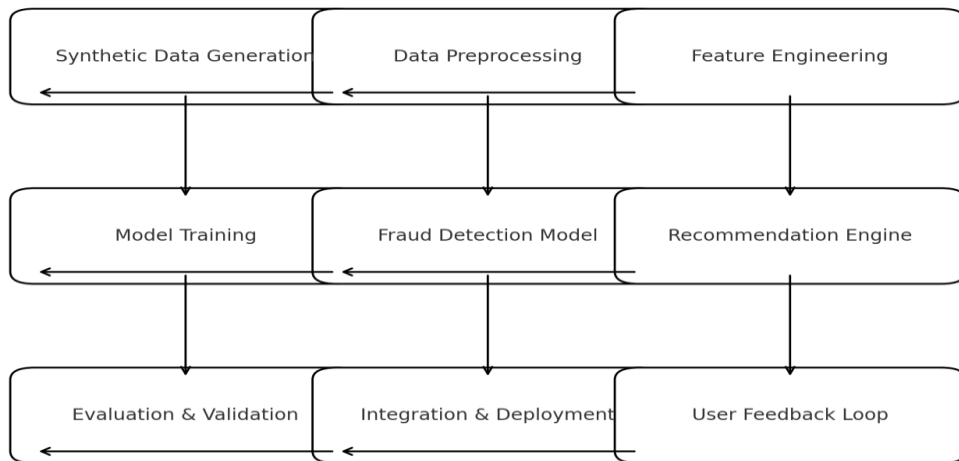 Synthetic Data Generation
Data Preprocessing
Feature Engineering
Model Training
Fraud Detection Model
Recommendation Engine
Evaluation & Validation
Integration & Deployment
User Feedback Loop